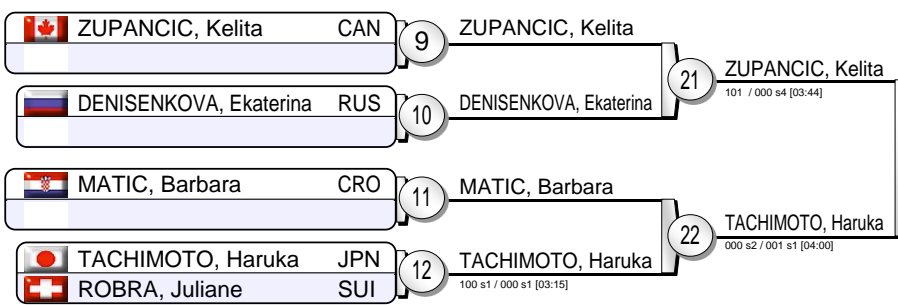 ZUPANCIC, Kelita CAN
9
ZUPANCIC, Kelita
21
ZUPANCIC, Kelita
101 / 000 s4 [03:44]
DENISENKOVA, Ekaterina RUS
10
DENISENKOVA, Ekaterina
MATIC, Barbara CRO
11
MATIC, Barbara
22
TACHIMOTO, Haruka
000 s2 / 001 s1 [04:00]
TACHIMOTO, Haruka JPN
ROBRA, Juliane SUI
12
TACHIMOTO, Haruka
100 s1 / 000 s1 [03:15]